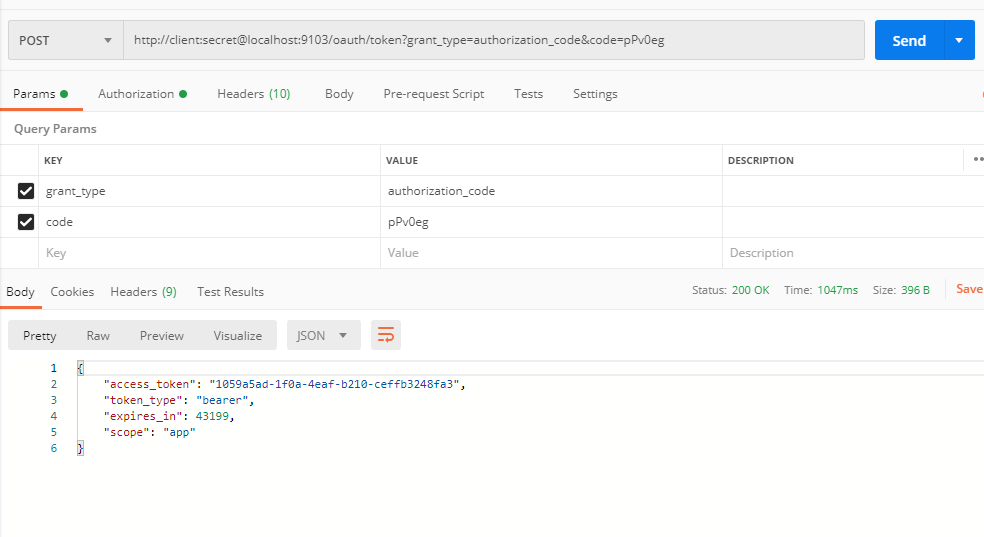 POST http://client:secret@localhost:9103/oauth/token?grant_type=authorization_code&code=pPv0eg Send
Params Authorization Headers (10) Body Pre-request Script Tests Settings
Query Params
KEY VALUE DESCRIPTION
grant_type authorization_code
code pPv0eg
Key Value Description
Body Cookies Headers (9) Test Results Status: 200 OK Time: 1047ms Size: 396 B Save
Pretty Raw Preview Visualize JSON
1 {
2 "access_token": "1059a5ad-1f0a-4eaf-b210-ceffb3248fa3",
3 "token_type": "bearer",
4 "expires_in": 43199,
5 "scope": "app"
6 }